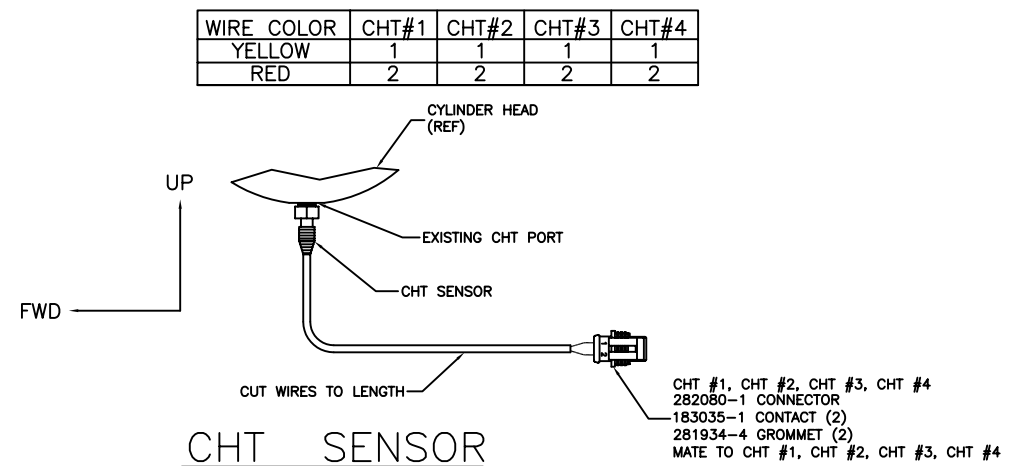 WIRE COLOR CHT#1 CHT#2 CHT#3 CHT#4
YELLOW 1 1 1 1
RED 2 2 2 2
CYLINDER HEAD
(REF)
UP
EXISTING CHT PORT
CHT SENSOR
FWD
1
2
CUT WIRES TO LENGTH
CHT #1, CHT #2, CHT #3, CHT #4
282080-1 CONNECTOR
183035-1 CONTACT (2)
281934-4 GROMMET (2)
MATE TO CHT #1, CHT #2, CHT #3, CHT #4
CHT SENSOR